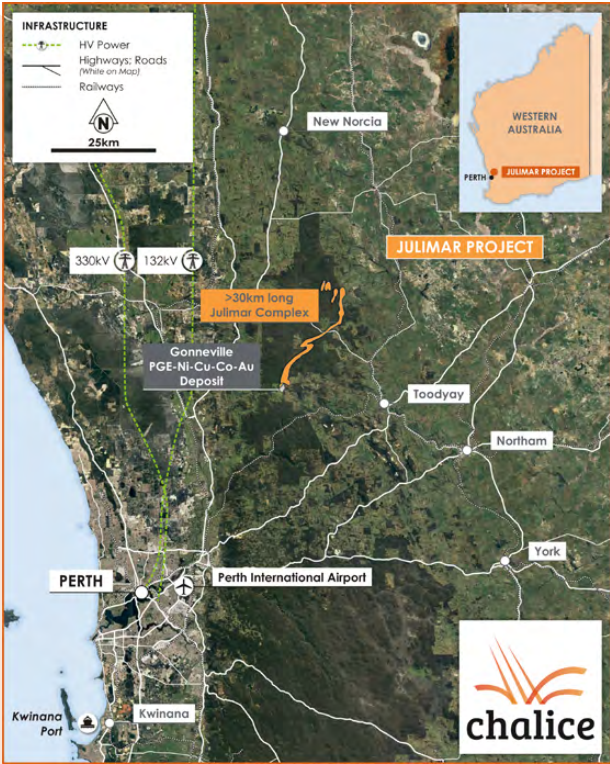 INFRASTRUCTURE
HV Power
Highways; Roads
(White on Map)
Railways
N
25km
New Norcia
WESTERN
AUSTRALIA
PERTH
JULIMAR PROJECT
JULIMAR PROJECT
330kV
132kV
>30km long
Julimar Complex
Gonneville
PGE-Ni-Cu-Co-Au
Deposit
Toodyay
Northam
York
PERTH
Perth International Airport
Kwinana
Port
Kwinana
chalice